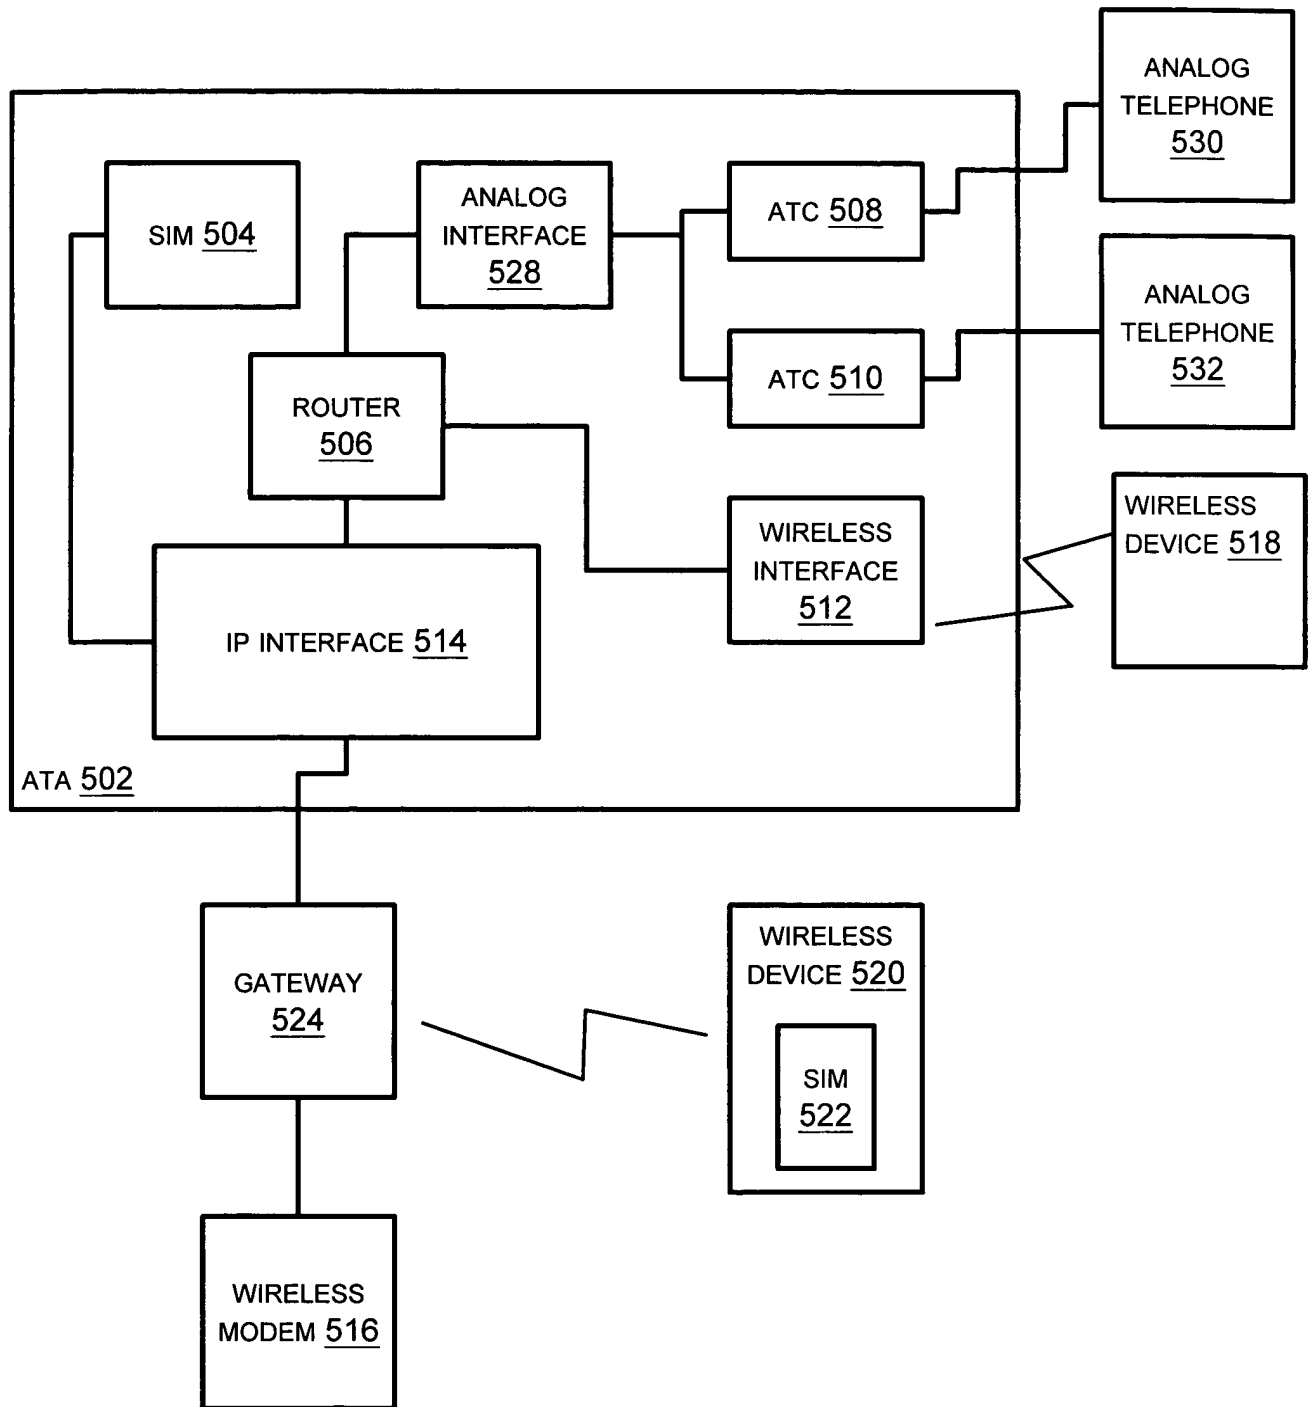 ANALOG
TELEPHONE
530
SIM 504
ANALOG
INTERFACE
528
ATC 508
ANALOG
TELEPHONE
532
ATC 510
ROUTER
506
WIRELESS
INTERFACE
512
WIRELESS
DEVICE 518
IP INTERFACE 514
ATA 502
GATEWAY
524
WIRELESS
DEVICE 520
SIM
522
WIRELESS
MODEM 516